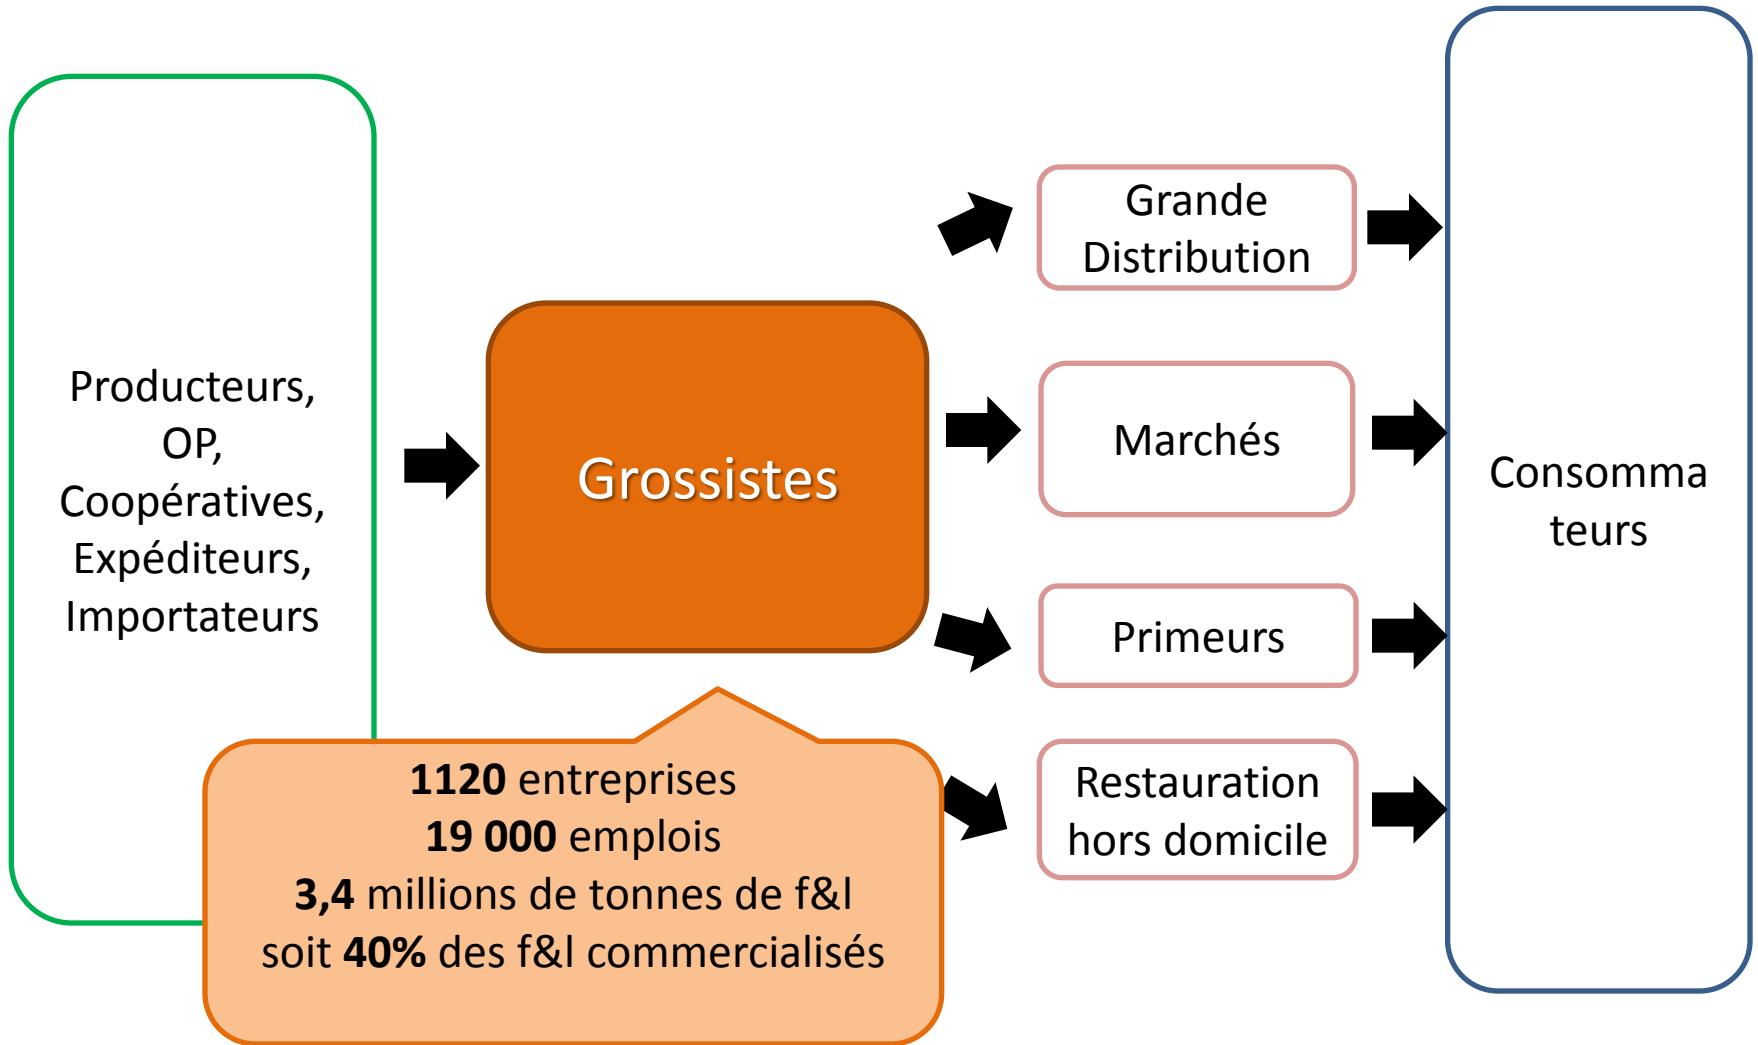 Producteurs,
OP,
Coopératives,
Expéditeurs,
Importateurs
Grossistes
1120 entreprises
19 000 emplois
3,4 millions de tonnes de f&l
soit 40% des f&l commercialisés
Grande
Distribution
Marchés
Primeurs
Restauration
hors domicile
Consomma
teurs